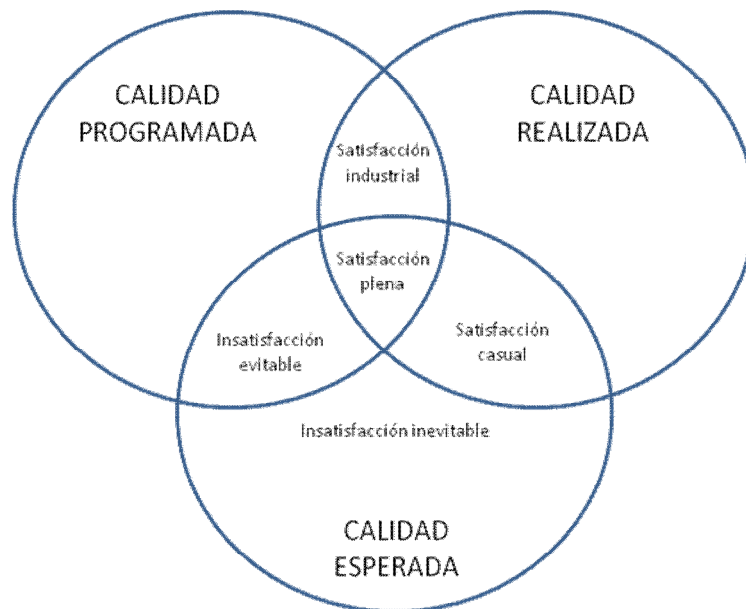 CALIDAD
PROGRAMADA
CALIDAD
REALIZADA
Satisfacción
industrial
Satisfacción
plena
Insatisfacción
evitable
Satisfacción
casual
Insatisfacción inevitable
CALIDAD
ESPERADA